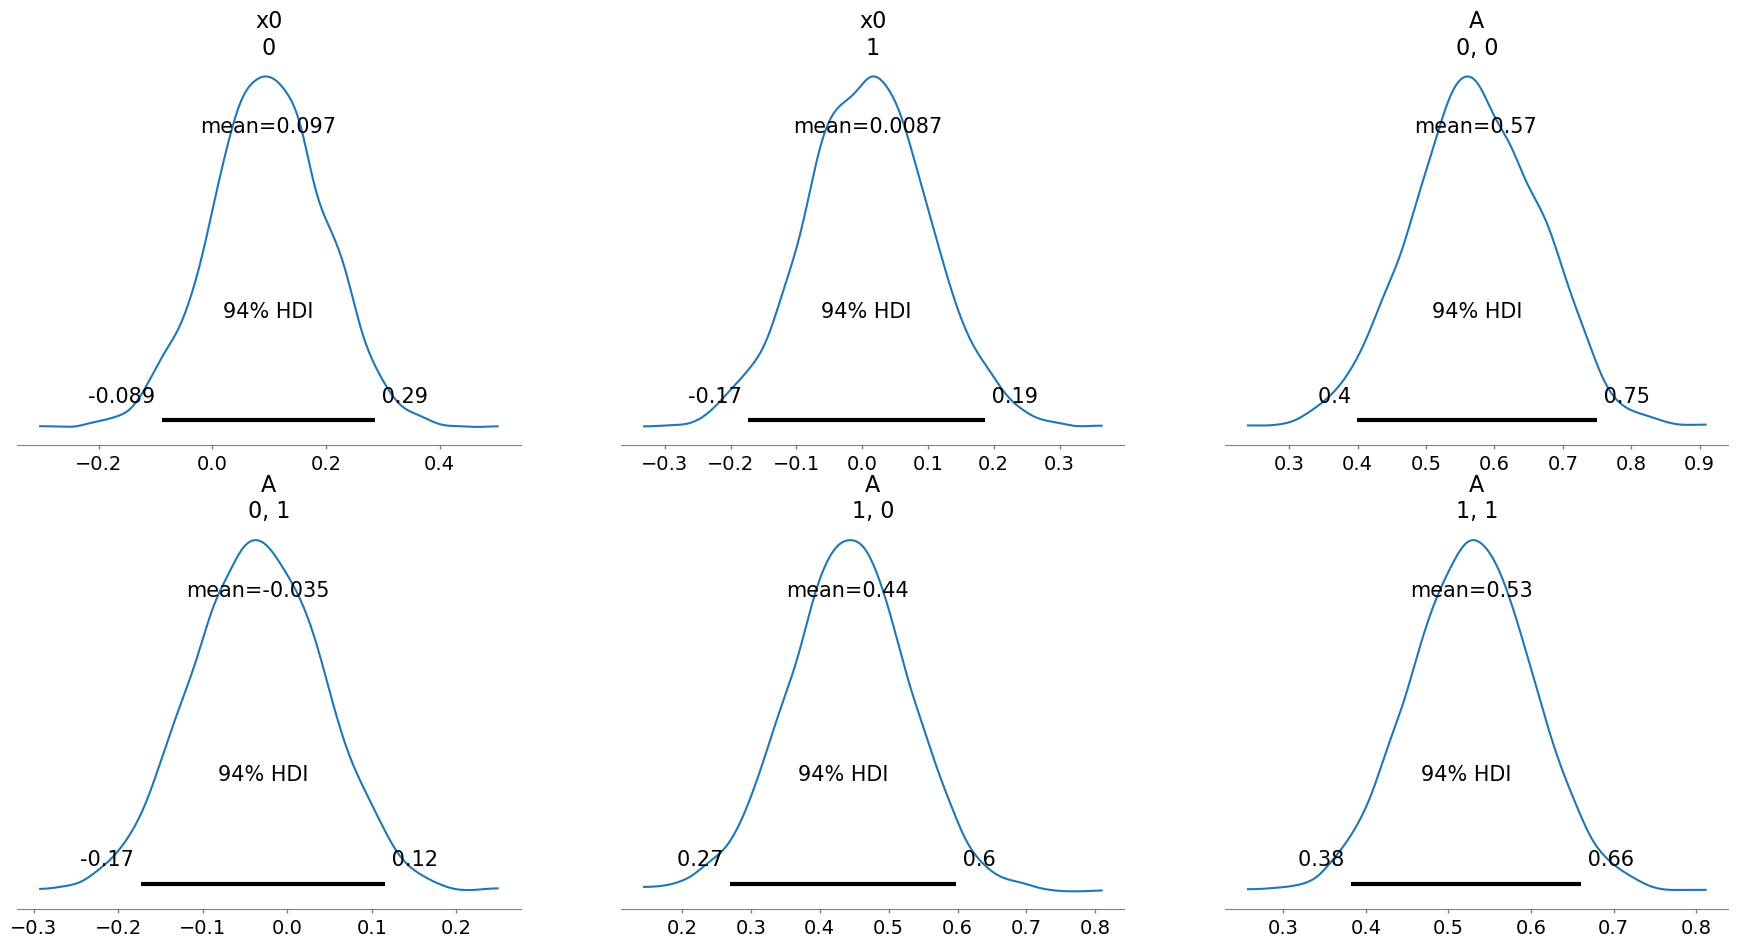 x0
0
mean=0.097
94% HDI
-0.089 0.29
−0.2 0.0 0.2 0.4
x0
1
mean=0.0087
94% HDI
-0.17 0.19
−0.3 −0.2 −0.1 0.0 0.1 0.2 0.3
A
0, 0
mean=0.57
94% HDI
0.4 0.75
0.3 0.4 0.5 0.6 0.7 0.8 0.9
A
0, 1
mean=-0.035
94% HDI
-0.17 0.12
−0.3 −0.2 −0.1 0.0 0.1 0.2
A
1, 0
mean=0.44
94% HDI
0.27 0.6
0.2 0.3 0.4 0.5 0.6 0.7 0.8
A
1, 1
mean=0.53
94% HDI
0.38 0.66
0.3 0.4 0.5 0.6 0.7 0.8